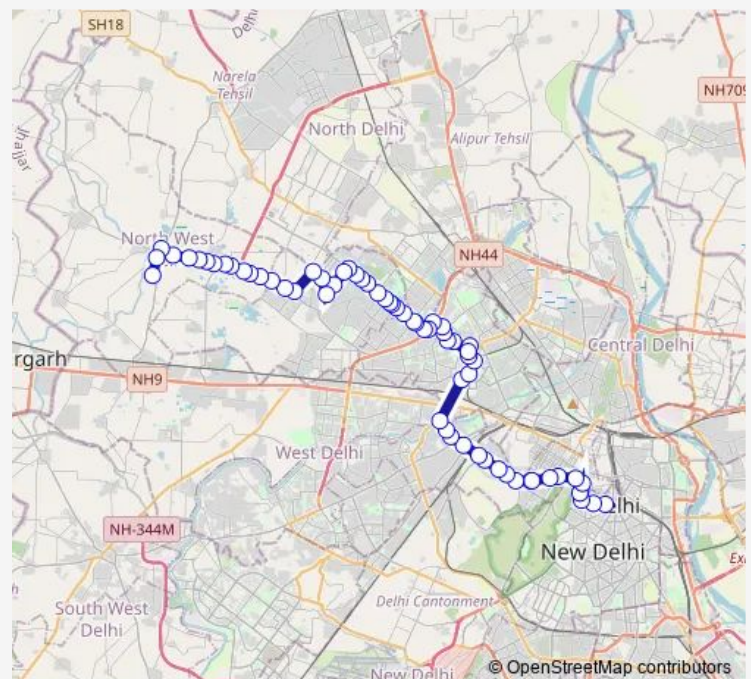 SH18
Delhi
Narela
Tehsil
NH709
North Delhi
Alipur Tehsil
Jhajjar
North West
NH44
Central Delhi
rgarh
NH9
West Delhi
lhi
NH-344M
New Delhi
South West
Delhi
Delhi Cantonment
New Delhi
© OpenStreetMap contributors